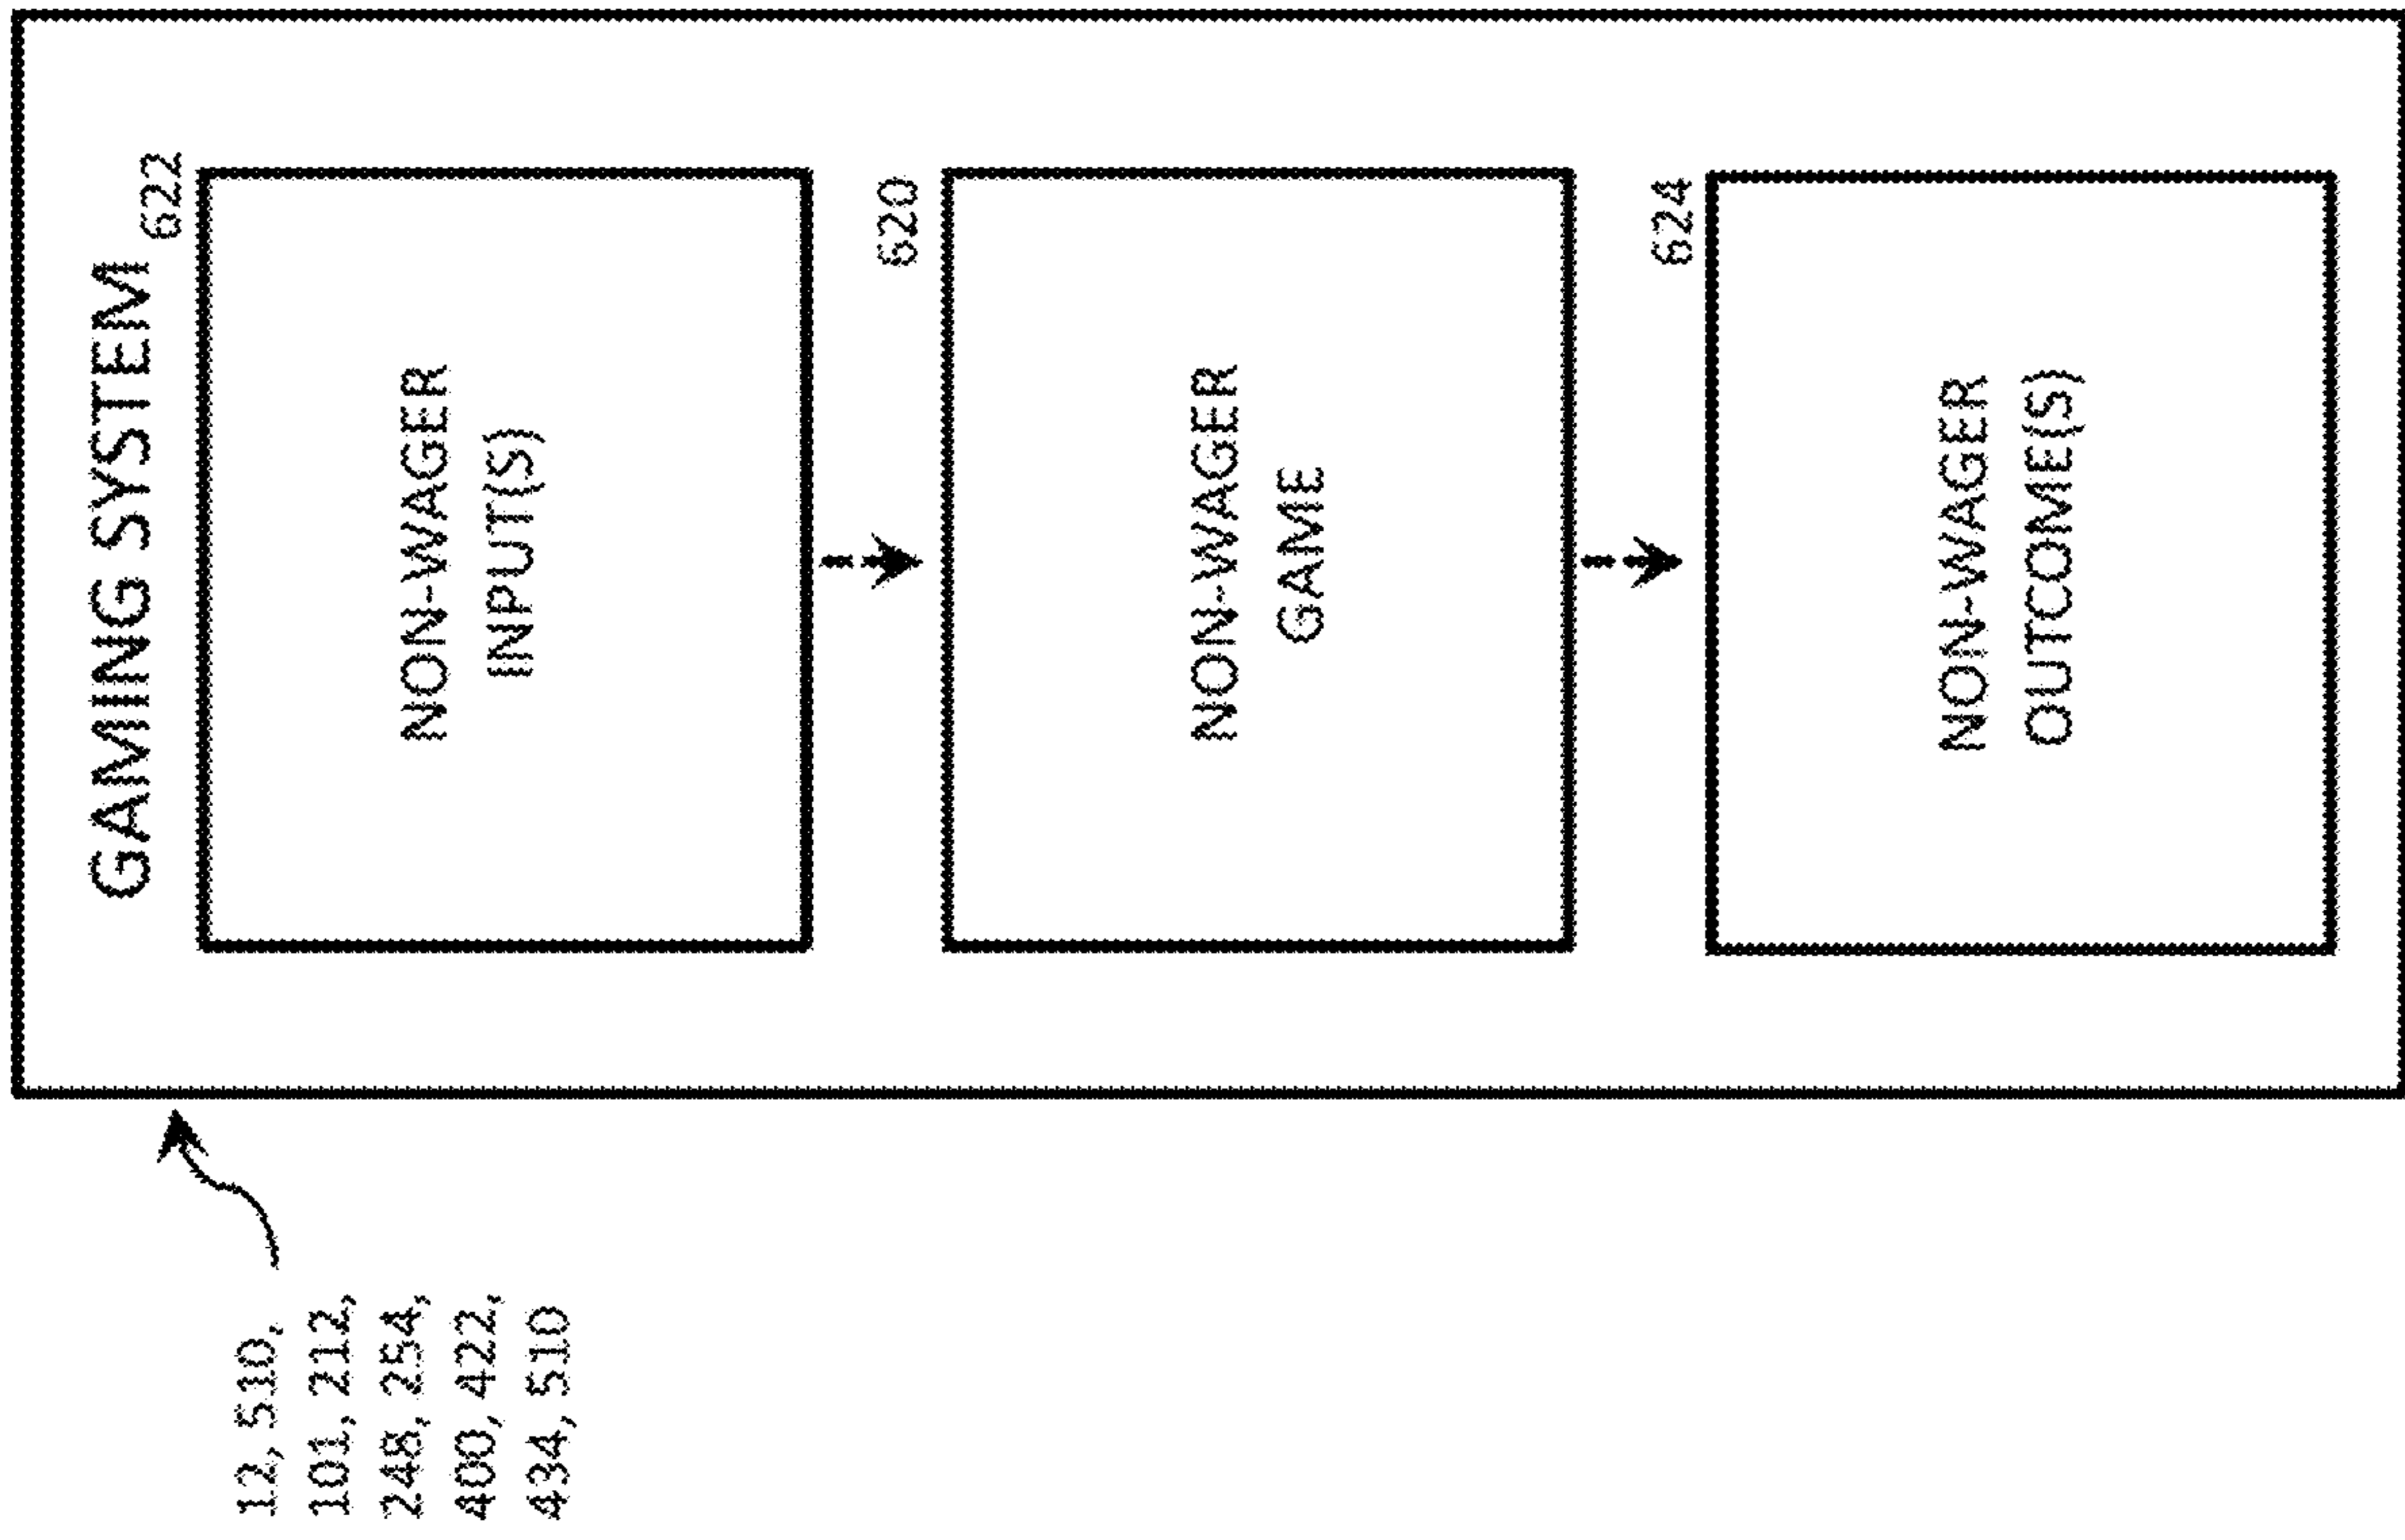 12, 510,
101, 212,
248, 254,
400, 422,
434, 510
GAMING SYSTEM
622
NON-WAGER
INPUT(S)
620
NON-WAGER
GAME
624
NON-WAGER
OUTCOME(S)